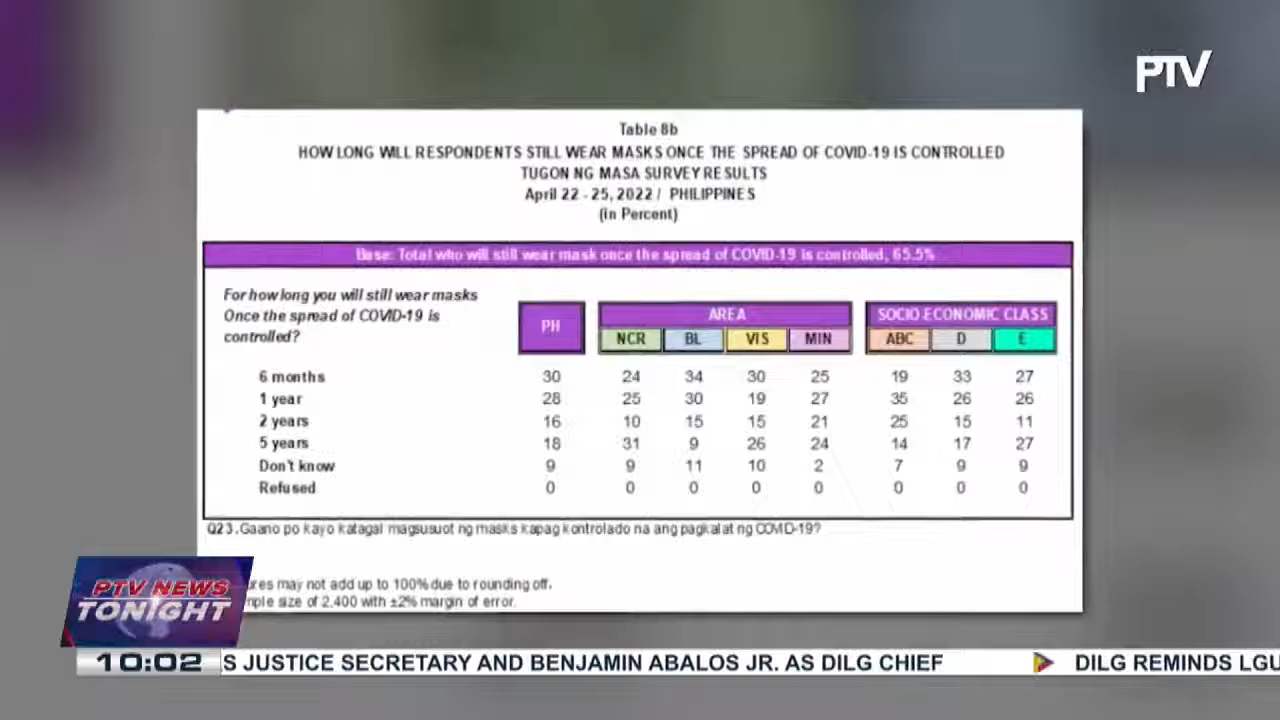 PTV
Table 8b
HOW LONG WILL RESPONDENTS STILL WEAR MASKS ONCE THE SPREAD OF COVID-19 IS CONTROLLED
TUGON NG MASA SURVEY RESULTS
April 22 - 25, 2022 / PHILIPPINES
(in Percent)
Base: Total who will still wear mask once the spread of COVID-19 is controlled, 65.5%
For how long you will still wear masks
Once the spread of COVID-19 is
controlled?
PH AREA SOCIO ECONOMIC CLASS
NCR BL VIS MIN ABC D E
6 months 30 24 34 30 25 19 33 27
1 year 28 25 30 19 27 35 26 26
2 years 16 10 15 15 21 25 15 11
5 years 18 31 9 26 24 14 17 27
Don't know 9 9 11 10 2 7 9 9
Refused 0 0 0 0 0 0 0 0
Q23. Gaano po kayo katagal magsusuot ng masks kapag kontrolado na ang pagkalat ng COVID-19?
ures may not add up to 100% due to rounding off.
mple size of 2,400 with ±2% margin of error.
PTV NEWS
TONIGHT
10:02 S JUSTICE SECRETARY AND BENJAMIN ABALOS JR. AS DILG CHIEF DILG REMINDS LGU